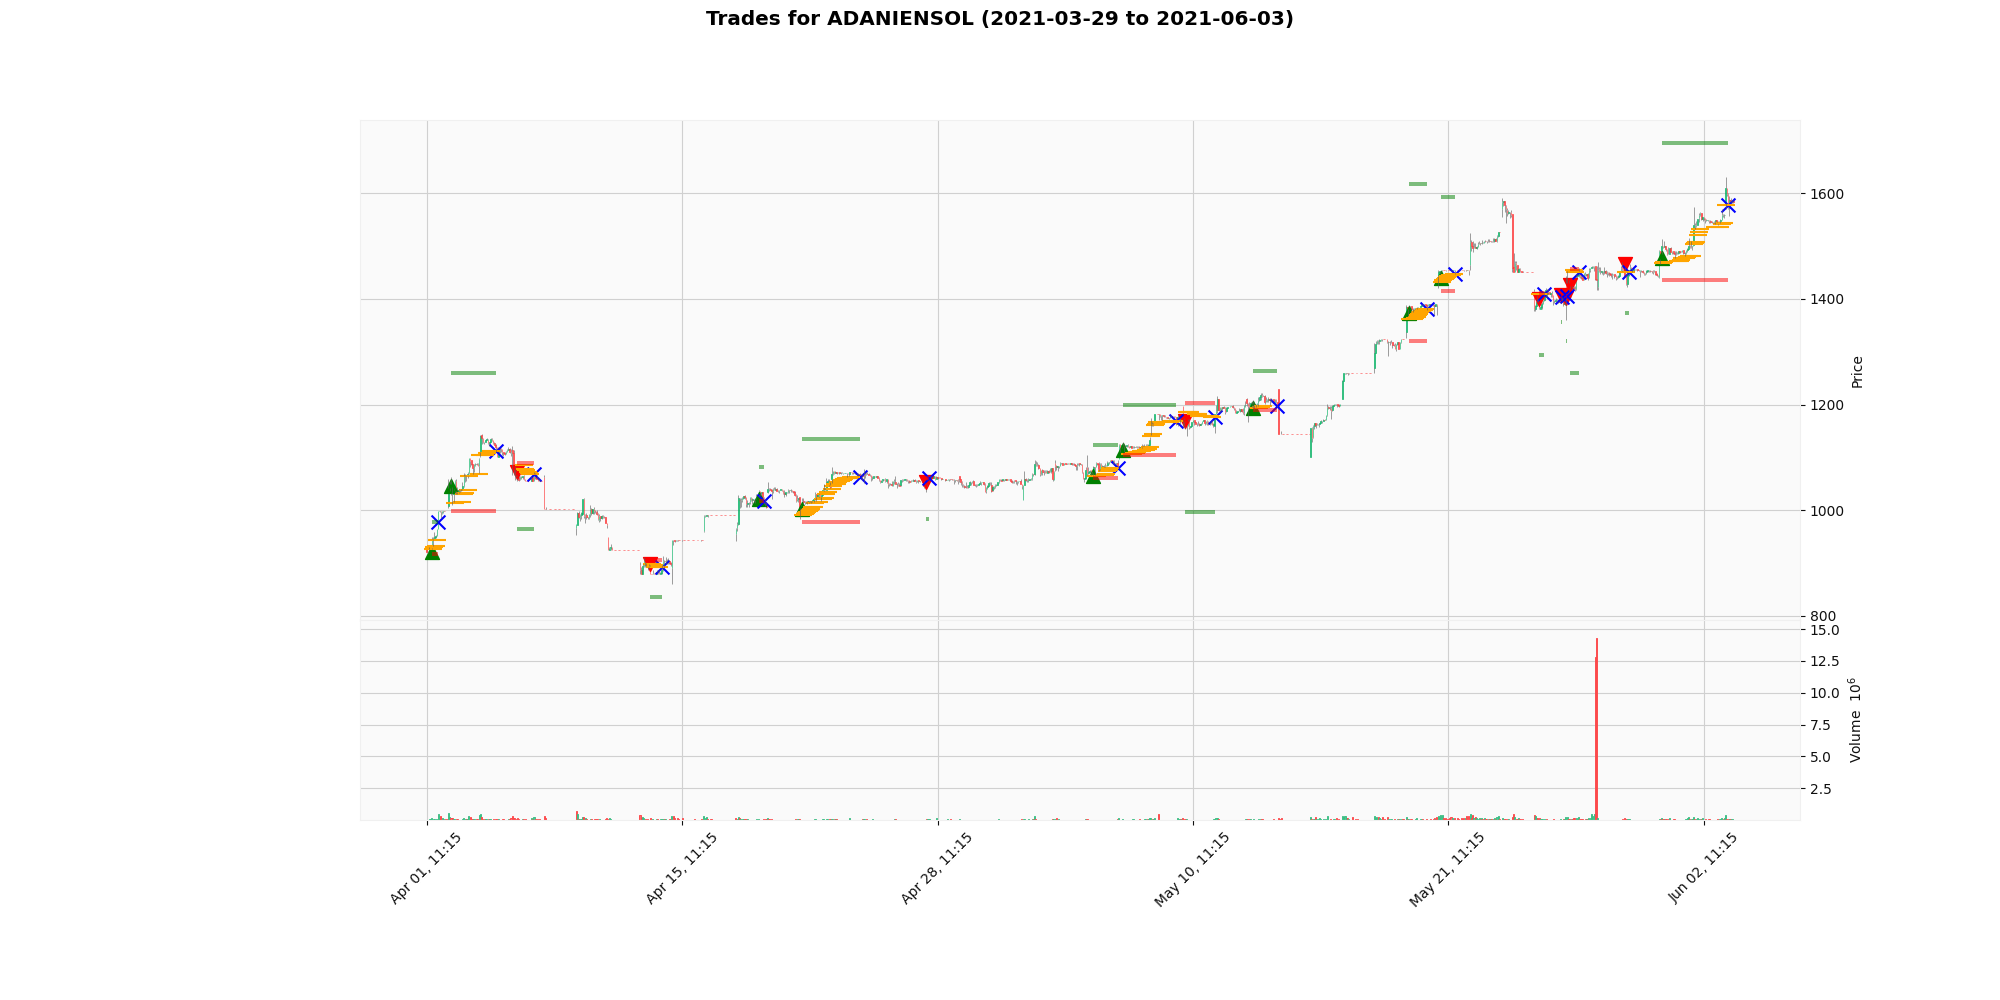 Trades for ADANIENSOL (2021-03-29 to 2021-06-03)
1600
1400
1200
1000
800
Price
15.0
12.5
10.0
7.5
5.0
2.5
Volume 10^6
Apr 01, 11:15
Apr 15, 11:15
Apr 28, 11:15
May 10, 11:15
May 21, 11:15
Jun 02, 11:15